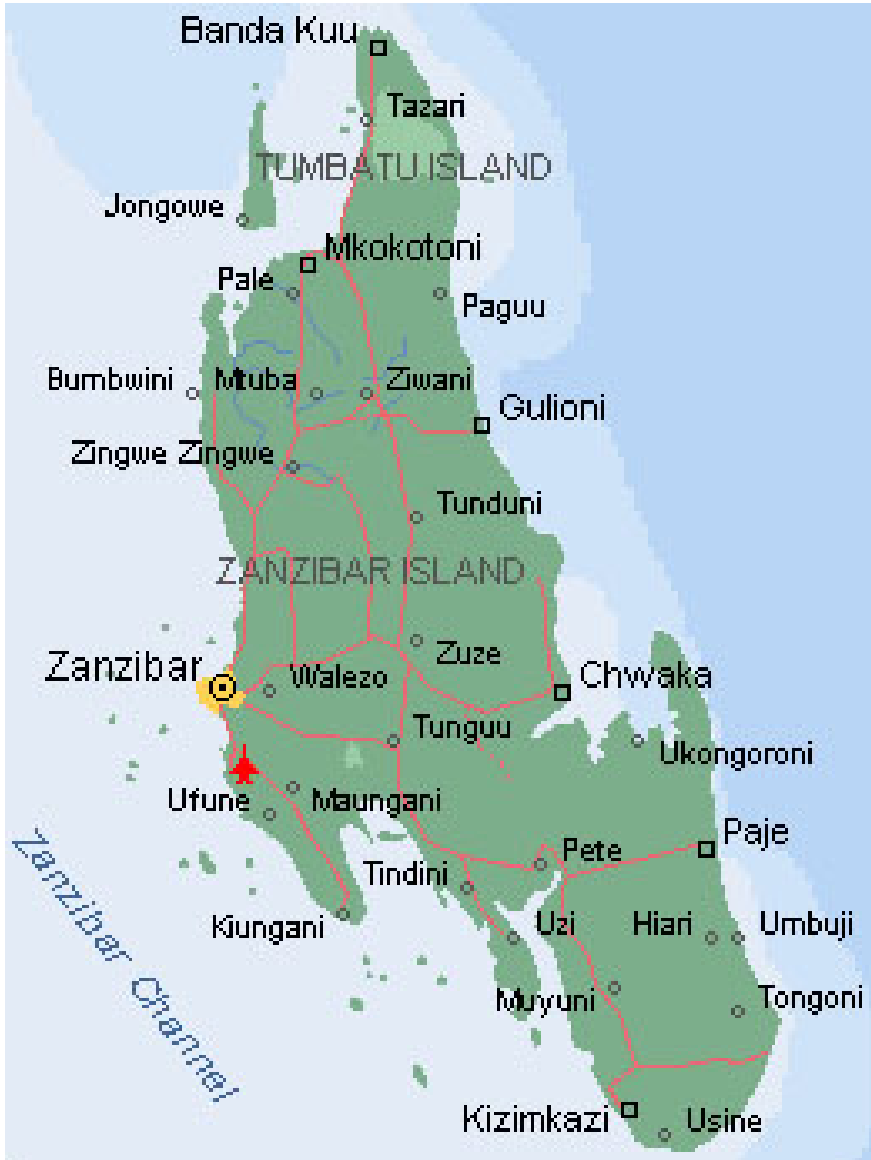 Banda Kuu
Tazari
TUMBATU ISLAND
Jongowe
Mkokotoni
Pale
Paguu
Bumbwini
Mtuba
Ziwani
Gulioni
Zingwe Zingwe
Tunduni
ZANZIBAR ISLAND
Zuze
Zanzibar
Walezo
Chwaka
Tunguu
Ukongoroni
Ufune
Maungani
Paje
Pete
Tindini
Zanzibar Channel
Kiungani
Uzi
Hiari
Umbuji
Muyuni
Tongoni
Kizimkazi
Usine